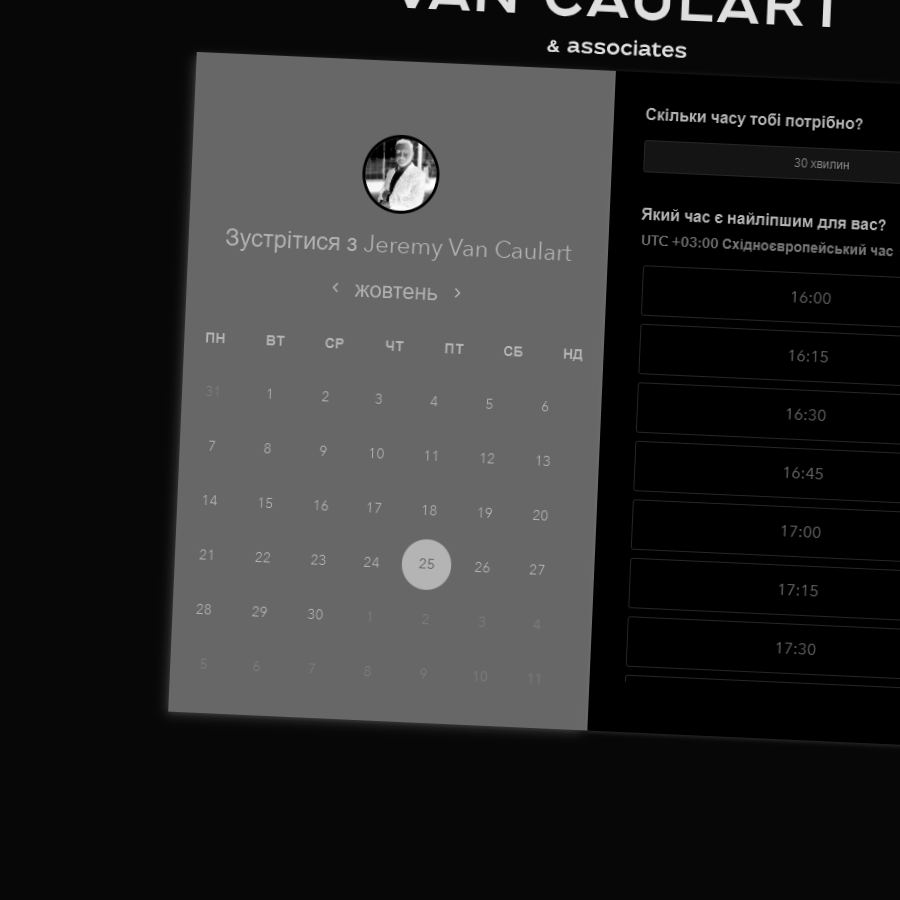 VAN CAULART
& associates
Зустрітися з Jeremy Van Caulart
‹ жовтень ›
ПН ВТ СР ЧТ ПТ СБ НД
31 1 2 3 4 5 6
7 8 9 10 11 12 13
14 15 16 17 18 19 20
21 22 23 24 25 26 27
28 29 30 1 2 3 4
5 6 7 8 9 10 11
Скільки часу тобі потрібно?
30 хвилин
Який час є найліпшим для вас?
UTC +03:00 Східноєвропейський час
16:00
16:15
16:30
16:45
17:00
17:15
17:30